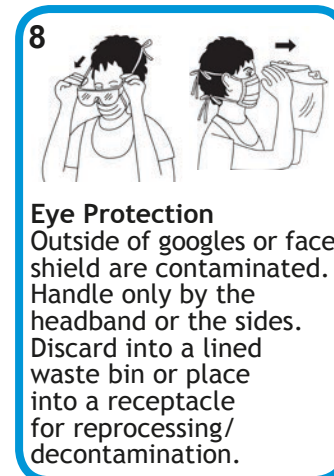 8
Eye Protection
Outside of googles or face
shield are contaminated.
Handle only by the
headband or the sides.
Discard into a lined
waste bin or place
into a receptacle
for reprocessing/
decontamination.